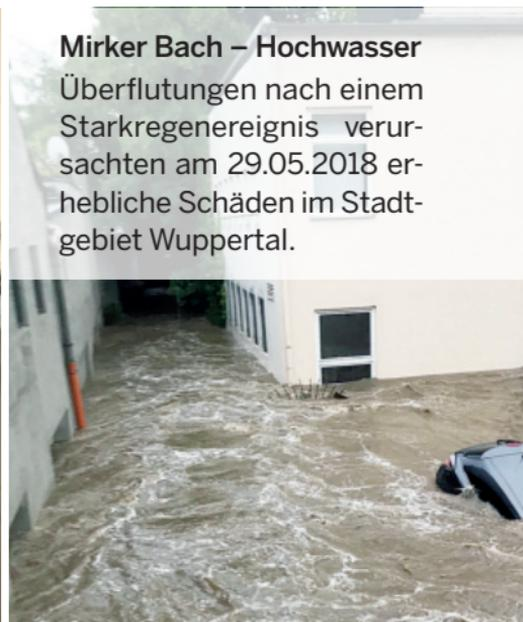 Mirker Bach – Hochwasser
Überflutungen nach einem
Starkregenereignis verur-
sachten am 29.05.2018 er-
hebliche Schäden im Stadt-
gebiet Wuppertal.